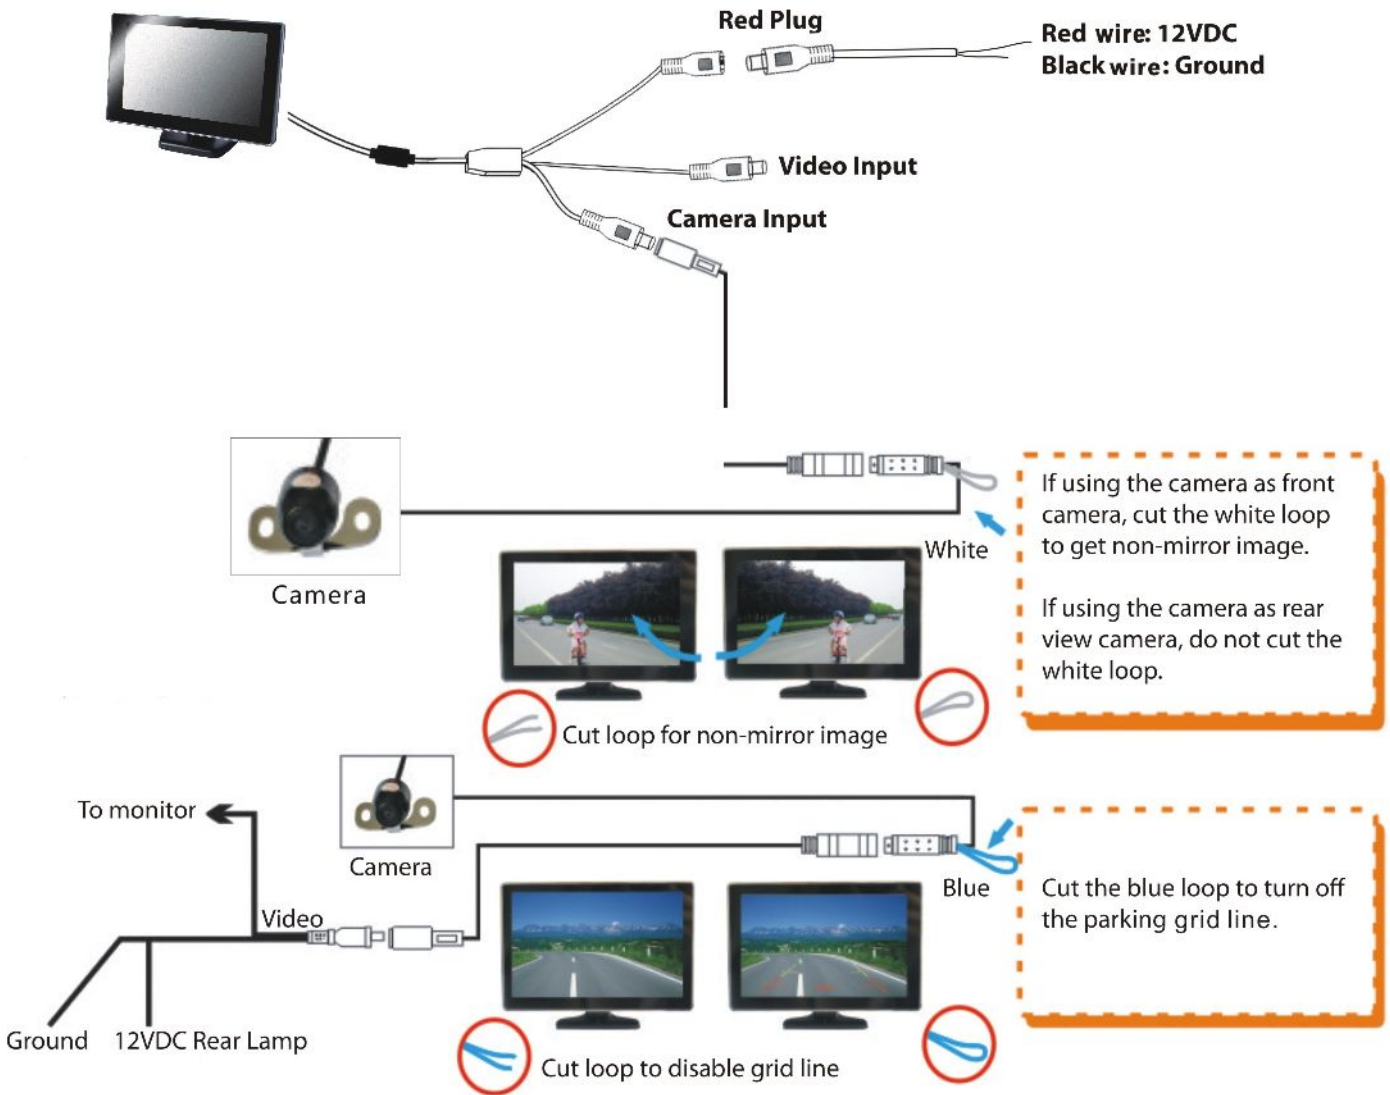 Red Plug
Red wire: 12VDC
Black wire: Ground
Video Input
Camera Input
If using the camera as front
camera, cut the white loop
to get non-mirror image.
If using the camera as rear
view camera, do not cut the
white loop.
White
Camera
Cut loop for non-mirror image
To monitor
Camera
Video
Blue
Cut the blue loop to turn off
the parking grid line.
Ground
12VDC Rear Lamp
Cut loop to disable grid line